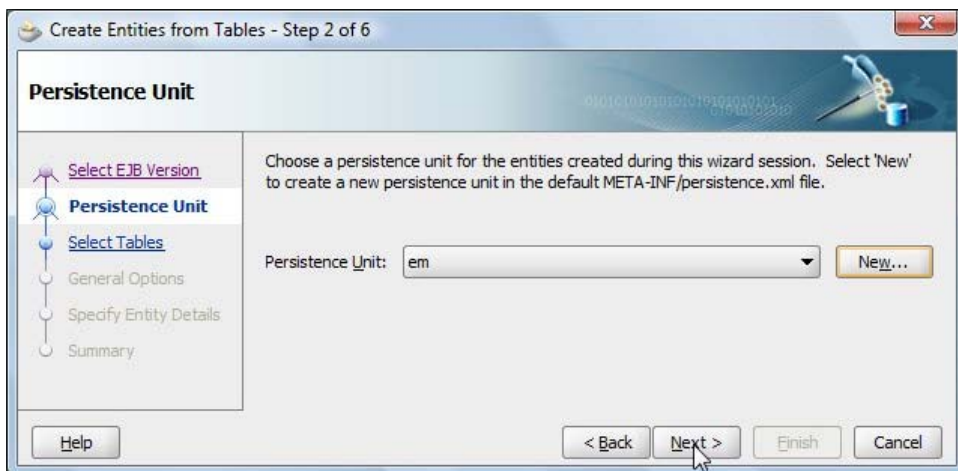 Create Entities from Tables - Step 2 of 6
Persistence Unit
Select EJB Version
Persistence Unit
Select Tables
General Options
Specify Entity Details
Summary
Choose a persistence unit for the entities created during this wizard session. Select 'New'
to create a new persistence unit in the default META-INF/persistence.xml file.
Persistence Unit: em New...
Help < Back Next > Finish Cancel